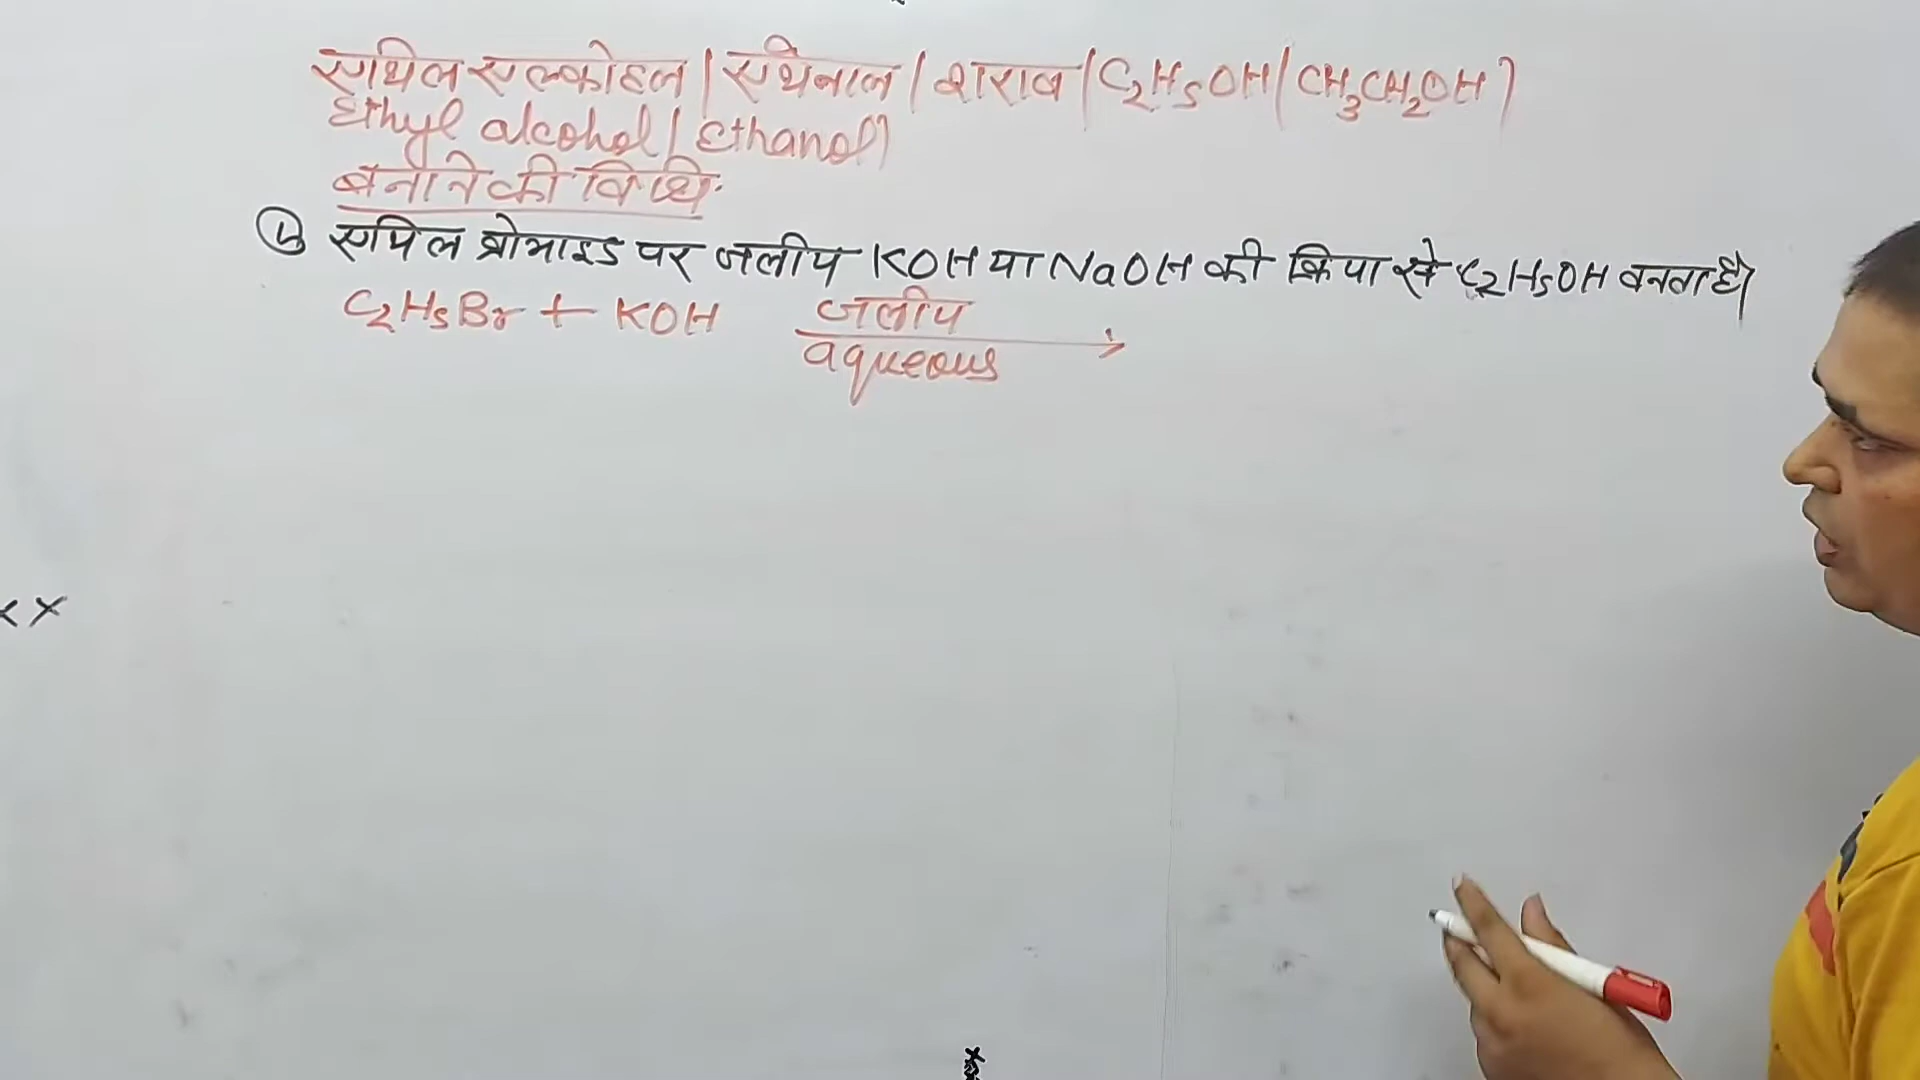 एथिल एल्कोहल / एथेनाल / शराब / C₂H₅OH / CH₃CH₂OH
Ethyl alcohol / Ethanol
बनाने की विधि
① एथिल ब्रोमाइड पर जलीय KOH या NaOH की क्रिया से C₂H₅OH बनता है।
C₂H₅Br + KOH जलीय
aqueous →
xx